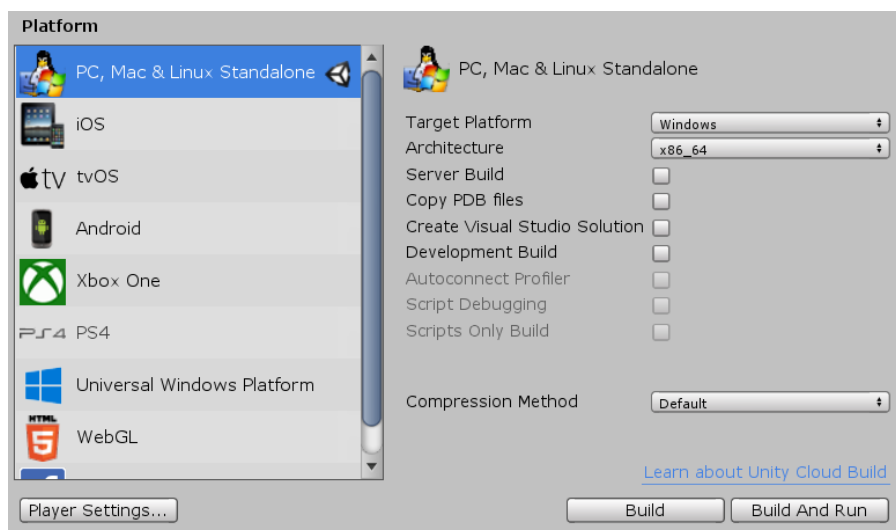 Platform
PC, Mac & Linux Standalone
iOS
tv tvOS
Android
Xbox One
PS4 PS4
Universal Windows Platform
HTML
5 WebGL
PC, Mac & Linux Standalone
Target Platform Windows
Architecture x86_64
Server Build
Copy PDB files
Create Visual Studio Solution
Development Build
Autoconnect Profiler
Script Debugging
Scripts Only Build
Compression Method Default
Learn about Unity Cloud Build
Player Settings... Build Build And Run